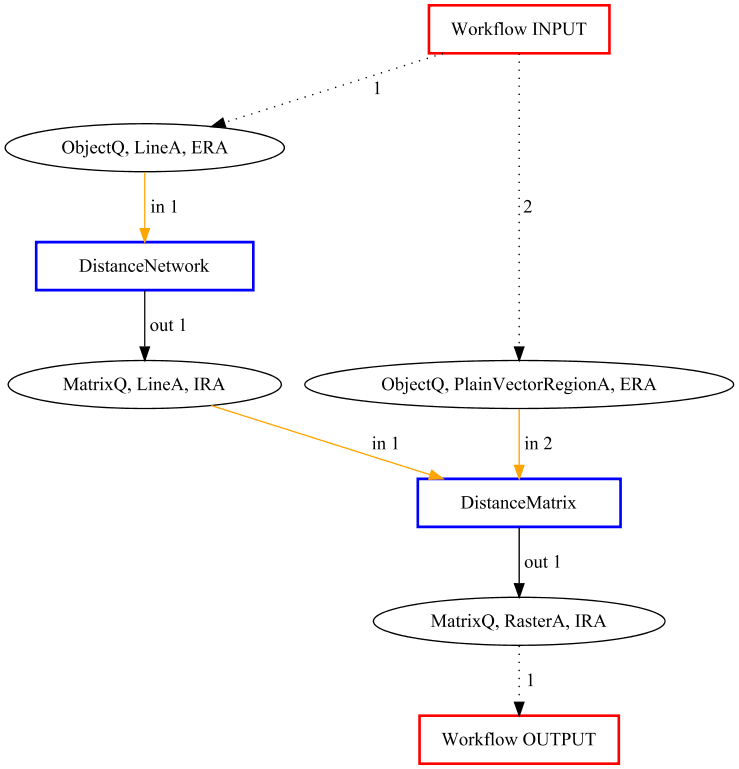 Workflow INPUT
1
ObjectQ, LineA, ERA
in 1
2
DistanceNetwork
out 1
MatrixQ, LineA, IRA
ObjectQ, PlainVectorRegionA, ERA
in 1
in 2
DistanceMatrix
out 1
MatrixQ, RasterA, IRA
1
Workflow OUTPUT